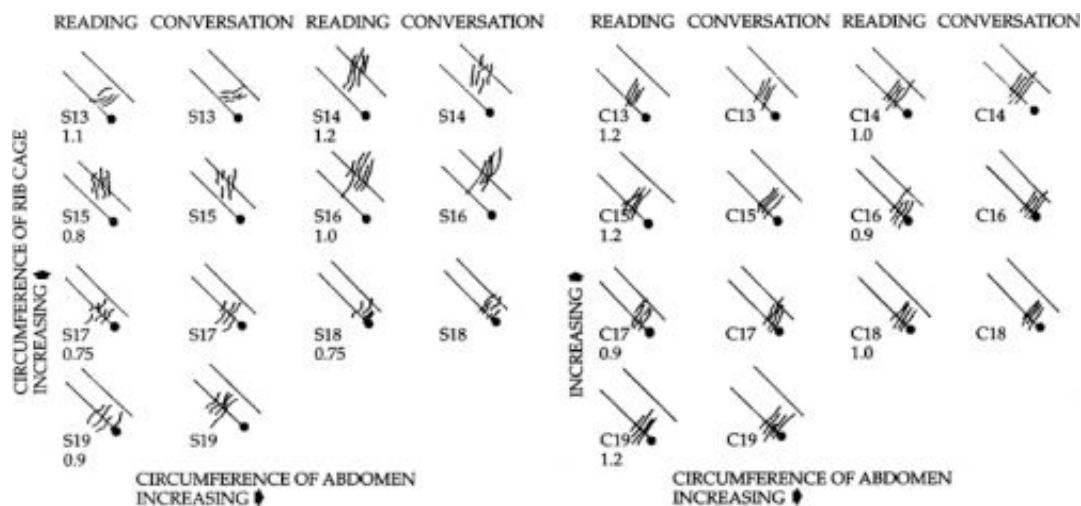 READING CONVERSATION READING CONVERSATION READING CONVERSATION READING CONVERSATION
S13 S13 S14 S14 C13 C13 C14 C14
1.1 1.2 1.2 1.0
S15 S15 S16 S16 C15 C15 C16 C16
0.8 1.0 1.2 0.9
S17 S17 S18 S18 C17 C17 C18 C18
0.75 0.75 0.9 1.0
S19 S19 C19 C19
0.9 1.2
CIRCUMFERENCE OF RIB CAGE
INCREASING
INCREASING
CIRCUMFERENCE OF ABDOMEN
INCREASING
CIRCUMFERENCE OF ABDOMEN
INCREASING